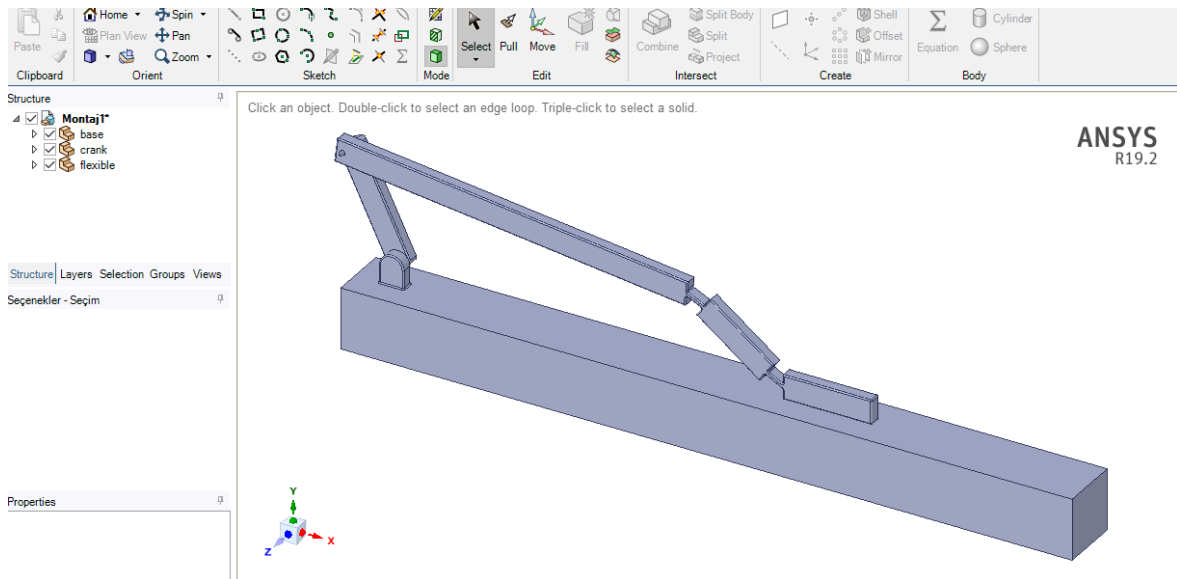 Home Spin Shell Cylinder
Split Body
Paste Plan View Pan Select Pull Move Fill Combine Split Offset Equation Sphere
Zoom Project Mirror
Clipboard Orient Sketch Mode Edit Intersect Create Body
Structure
Click an object. Double-click to select an edge loop. Triple-click to select a solid.
Montaj1*
base
crank
flexible
ANSYS
R19.2
Structure Layers Selection Groups Views
Seçenekler - Seçim
Properties
Y
X
Z